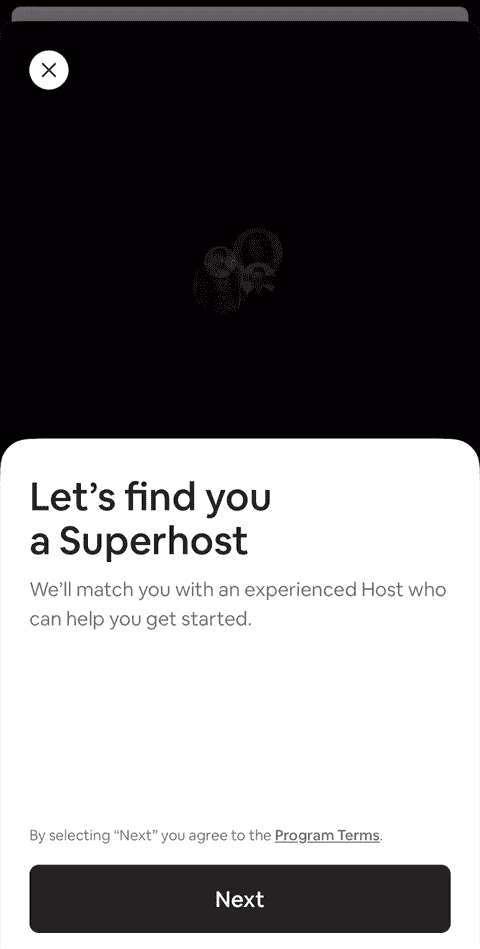 Let’s find you
a Superhost
We’ll match you with an experienced Host who
can help you get started.
By selecting “Next” you agree to the Program Terms.
Next